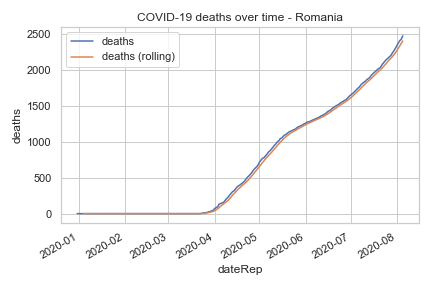 COVID-19 deaths over time - Romania
deaths
deaths (rolling)
2500
2000
1500
1000
500
0
deaths
2020-01
2020-02
2020-03
2020-04
2020-05
2020-06
2020-07
2020-08
dateRep